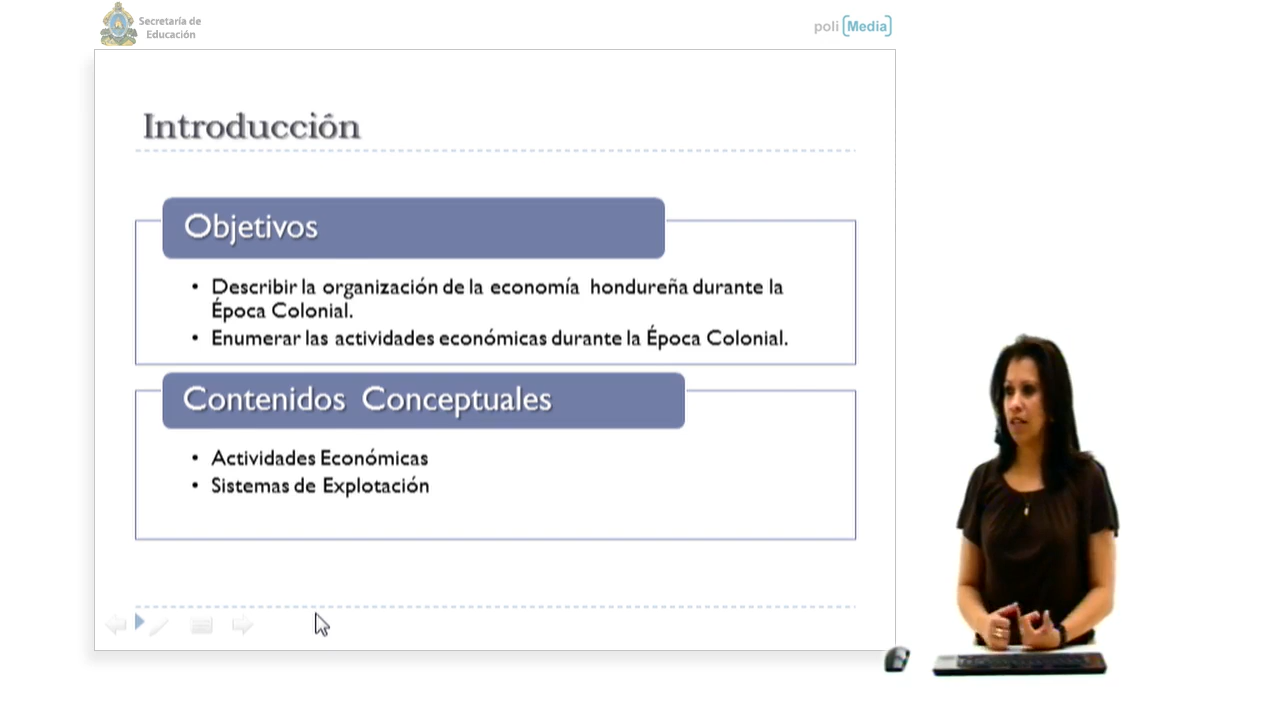 Secretaría de
Educación
poli [Media]
Introducción
Objetivos
• Describir la organización de la economía hondureña durante la
Época Colonial.
• Enumerar las actividades económicas durante la Época Colonial.
Contenidos Conceptuales
• Actividades Económicas
• Sistemas de Explotación